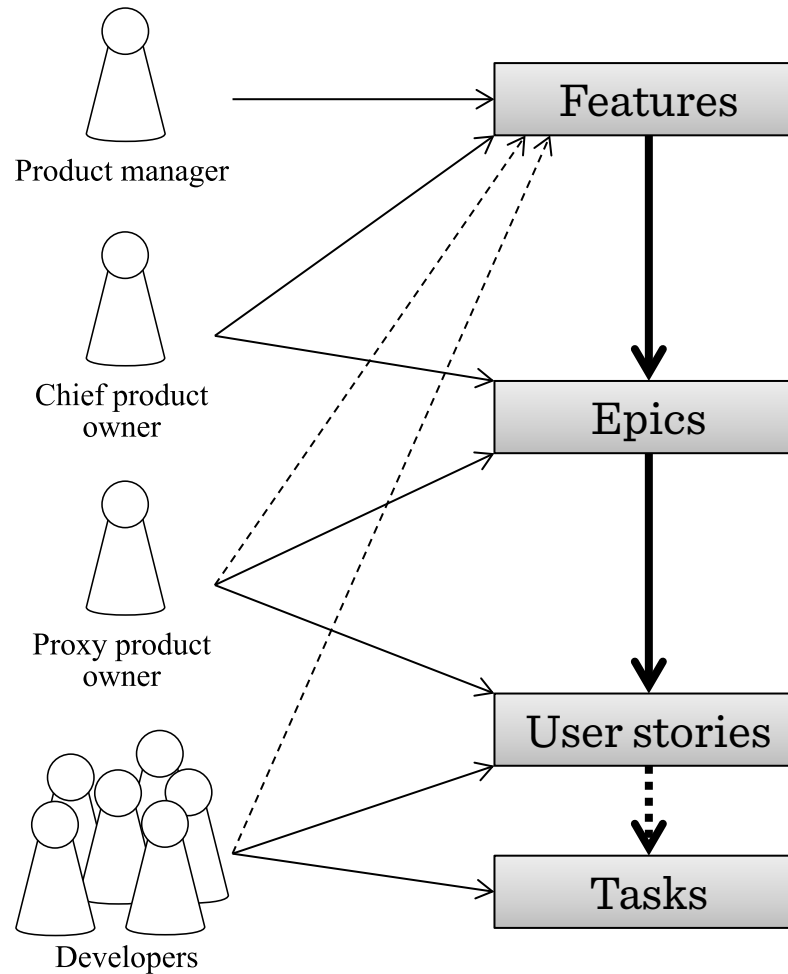 Features
Product manager
Chief product
owner
Epics
Proxy product
owner
User stories
Tasks
Developers